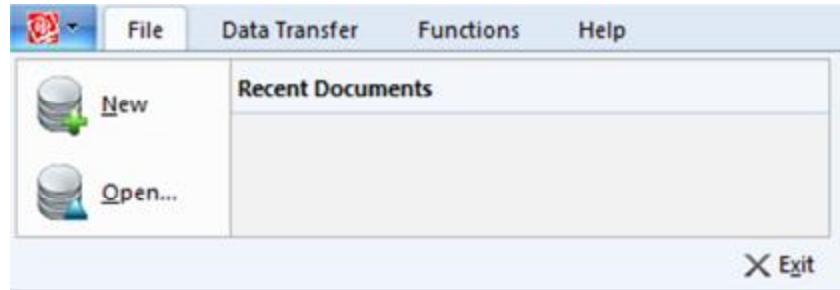 File Data Transfer Functions Help
New
Recent Documents
Open...
Exit